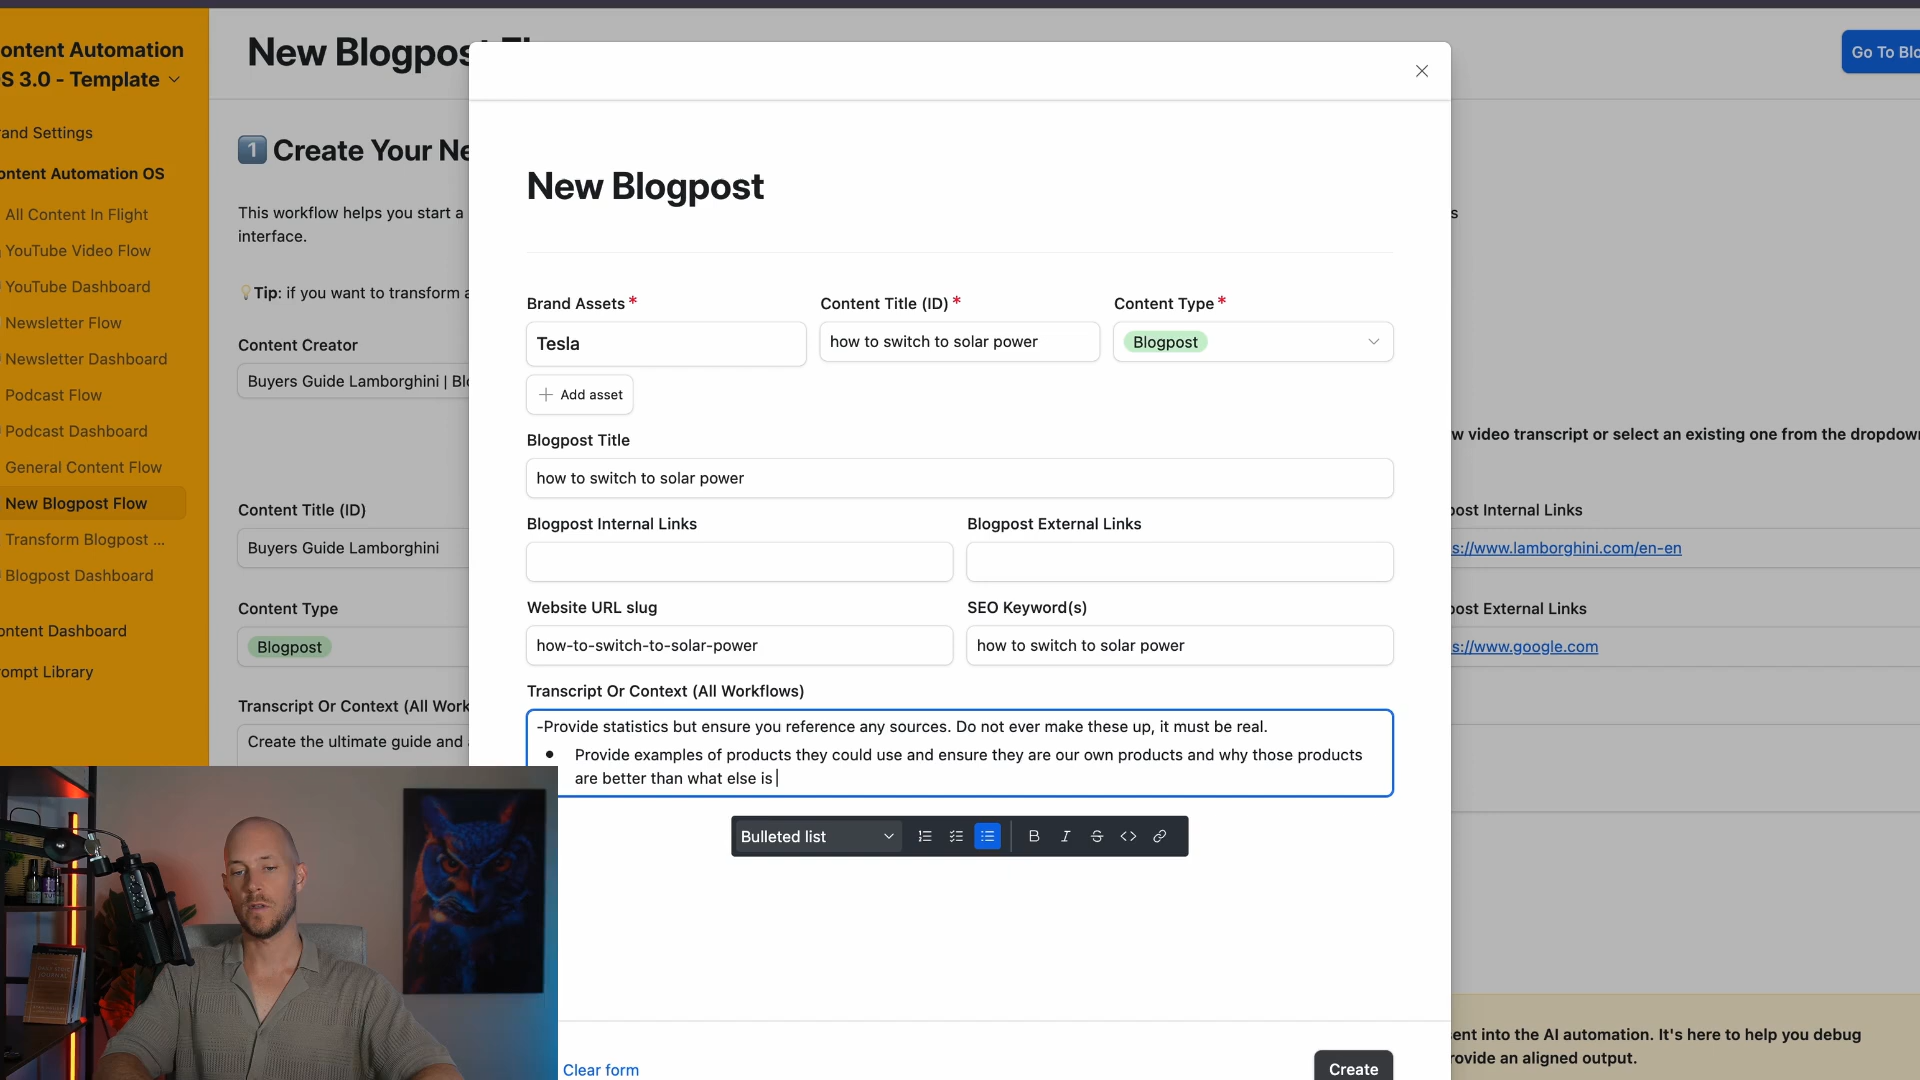 ontent Automation
S 3.0 - Template
and Settings
ontent Automation OS
All Content In Flight
YouTube Video Flow
YouTube Dashboard
Newsletter Flow
Newsletter Dashboard
Podcast Flow
Podcast Dashboard
General Content Flow
New Blogpost Flow
Transform Blogpost ...
Blogpost Dashboard
ontent Dashboard
ompt Library
New Blogpost Fl
Go To Blo
1 Create Your Ne
This workflow helps you start a
s
interface.
Tip: if you want to transform a
Content Creator
Buyers Guide Lamborghini | Blo
w video transcript or select an existing one from the dropdow
Content Title (ID)
Buyers Guide Lamborghini
post Internal Links
s://www.lamborghini.com/en-en
Content Type
Blogpost
post External Links
s://www.google.com
Transcript Or Context (All Work
Create the ultimate guide and
New Blogpost
Brand Assets *
Content Title (ID) *
Content Type *
Tesla
how to switch to solar power
Blogpost
Add asset
Blogpost Title
how to switch to solar power
Blogpost Internal Links
Blogpost External Links
Website URL slug
SEO Keyword(s)
how-to-switch-to-solar-power
how to switch to solar power
Transcript Or Context (All Workflows)
-Provide statistics but ensure you reference any sources. Do not ever make these up, it must be real.
Provide examples of products they could use and ensure they are our own products and why those products
are better than what else is
Bulleted list
Clear form
Create
ent into the AI automation. It's here to help you debug
rovide an aligned output.